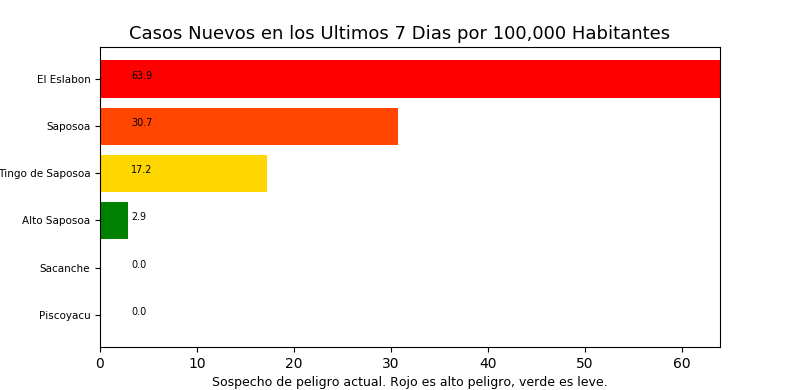 Casos Nuevos en los Ultimos 7 Dias por 100,000 Habitantes
El Eslabon 63.9
Saposoa 30.7
Tingo de Saposoa 17.2
Alto Saposoa 2.9
Sacanche 0.0
Piscoyacu 0.0
0 10 20 30 40 50 60
Sospecho de peligro actual. Rojo es alto peligro, verde es leve.